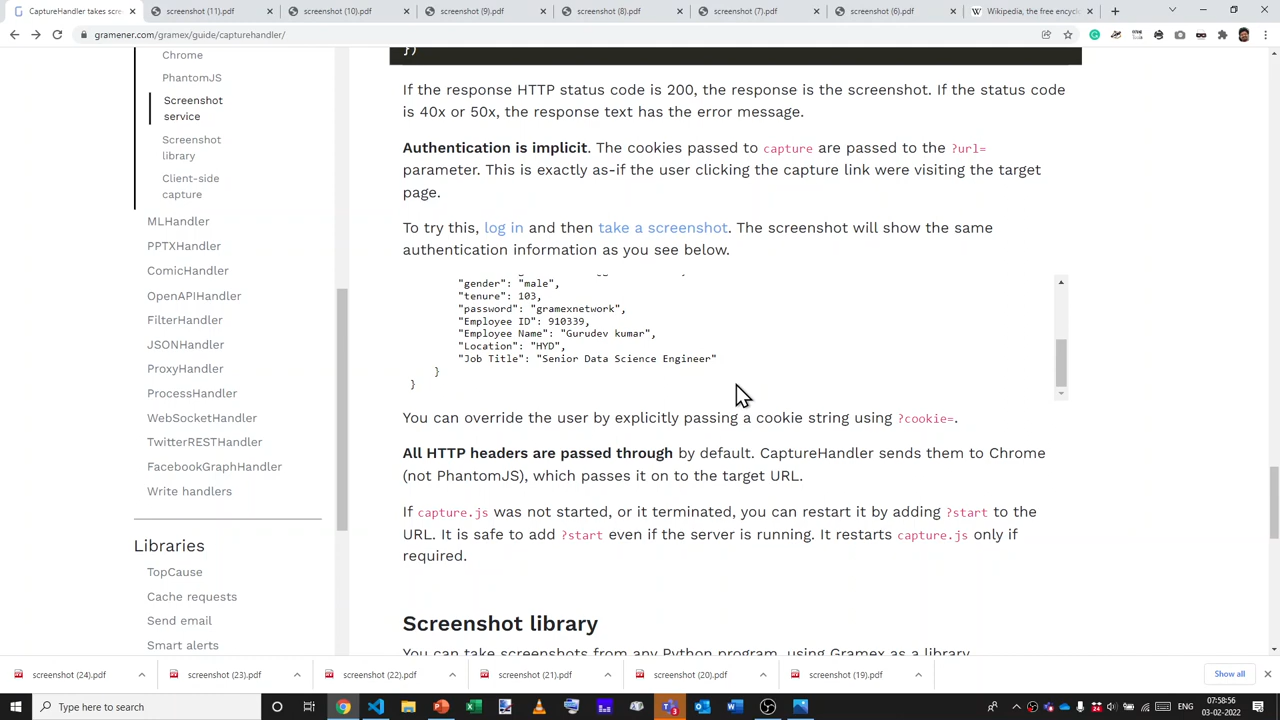 CaptureHandler takes scre
screenshot (11).pdf
screenshot (10).pdf
screenshot (9).pdf
screenshot (8).pdf
screenshot (7).pdf
screenshot (6).pdf
Wikipedia, the free encycl
gramener.com/gramex/guide/capturehandler/
Chrome
PhantomJS
Screenshot
service
Screenshot
library
Client-side
capture
MLHandler
PPTXHandler
ComicHandler
OpenAPIHandler
FilterHandler
JSONHandler
ProxyHandler
ProcessHandler
WebSocketHandler
TwitterRESTHandler
FacebookGraphHandler
Write handlers
Libraries
TopCause
Cache requests
Send email
Smart alerts
})
If the response HTTP status code is 200, the response is the screenshot. If the status code
is 40x or 50x, the response text has the error message.
Authentication is implicit. The cookies passed to capture are passed to the ?url=
parameter. This is exactly as-if the user clicking the capture link were visiting the target
page.
To try this, log in and then take a screenshot. The screenshot will show the same
authentication information as you see below.
"gender": "male",
"tenure": 103,
"password": "gramexnetwork",
"Employee ID": 910339,
"Employee Name": "Gurudev kumar",
"Location": "HYD",
"Job Title": "Senior Data Science Engineer"
}
}
You can override the user by explicitly passing a cookie string using ?cookie=.
All HTTP headers are passed through by default. CaptureHandler sends them to Chrome
(not PhantomJS), which passes it on to the target URL.
If capture.js was not started, or it terminated, you can restart it by adding ?start to the
URL. It is safe to add ?start even if the server is running. It restarts capture.js only if
required.
Screenshot library
You can take screenshots from any Python program, using Gramex as a library.
screenshot (24).pdf
screenshot (23).pdf
screenshot (22).pdf
screenshot (21).pdf
screenshot (20).pdf
screenshot (19).pdf
Show all
Type here to search
07:58:56
03-02-2022